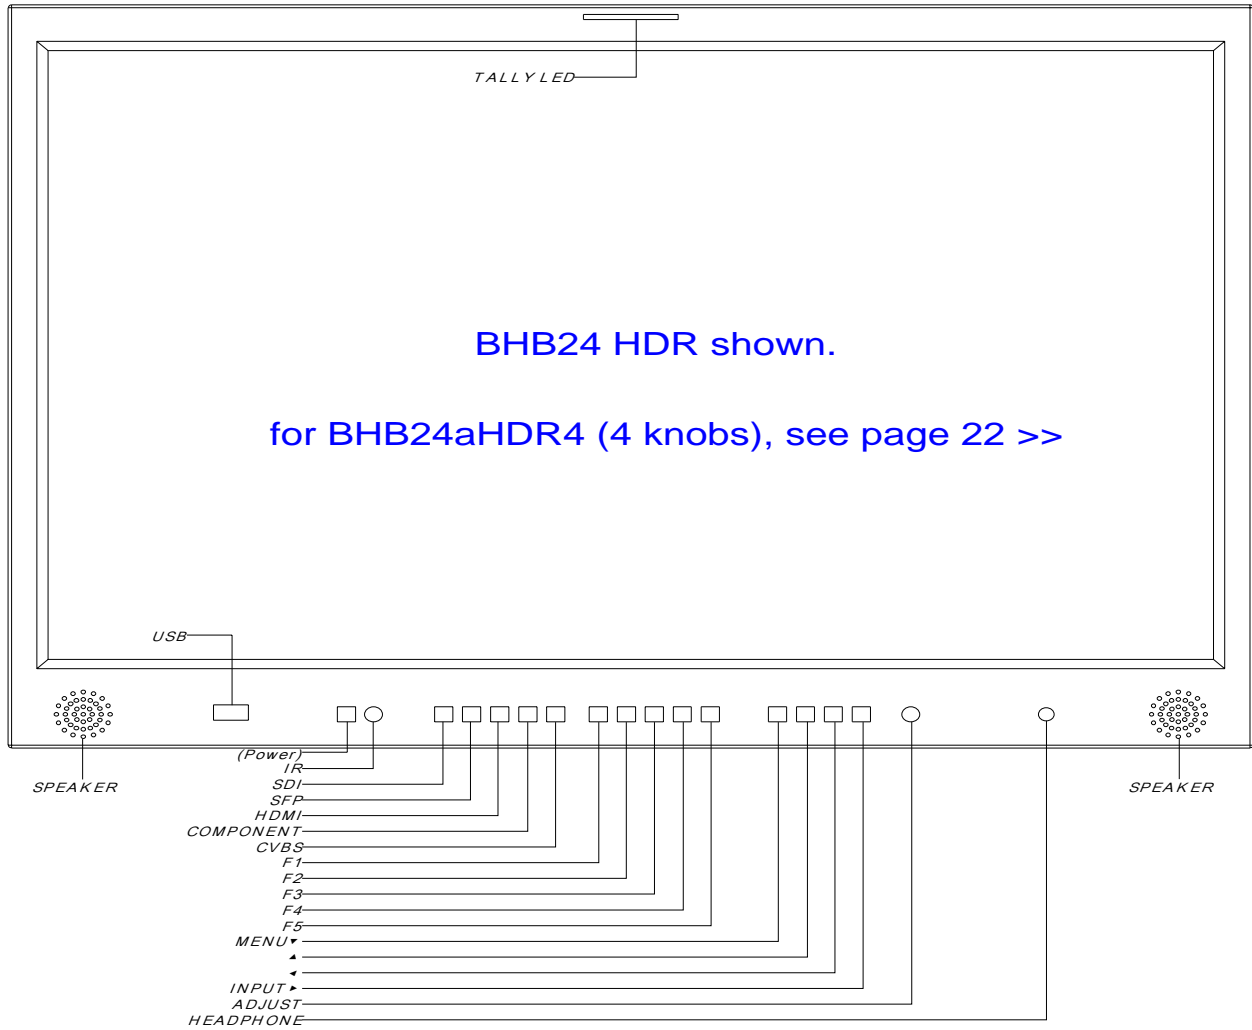 TALLY LED
BHB24 HDR shown.
for BHB24aHDR4 (4 knobs), see page 22 >>
USB
(Power)
IR
SPEAKER
SPEAKER
SDI
SFP
HDMI
COMPONENT
CVBS
F1
F2
F3
F4
F5
MENU▼
▲
◄
INPUT ►
ADJUST
HEADPHONE